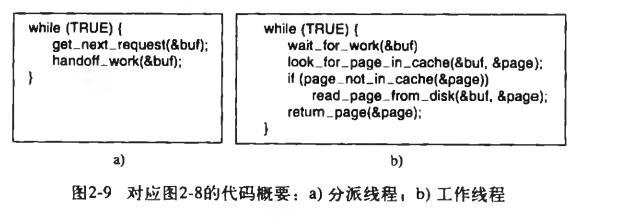 while (TRUE) {
get_next_request(&buf);
handoff_work(&buf);
}
a)
while (TRUE) {
wait_for_work(&buf)
look_for_page_in_cache(&buf, &page);
if (page_not_in_cache(&page))
read_page_from_disk(&buf, &page);
return_page(&page);
}
b)
图2-9 对应图2-8的代码概要：a) 分派线程；b) 工作线程